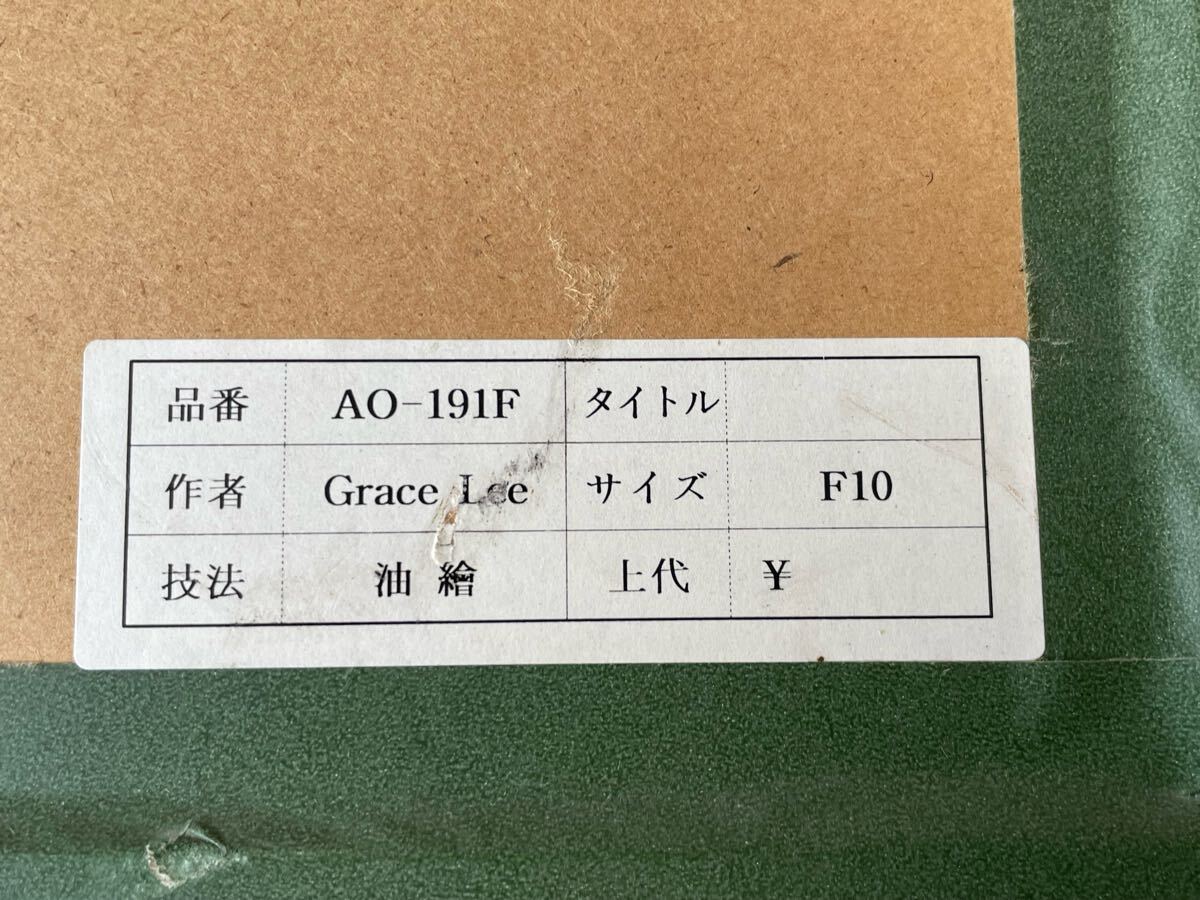 品番 AO-191F タイトル
作者 Grace Lee サイズ F10
技法 油繪 上代 ¥